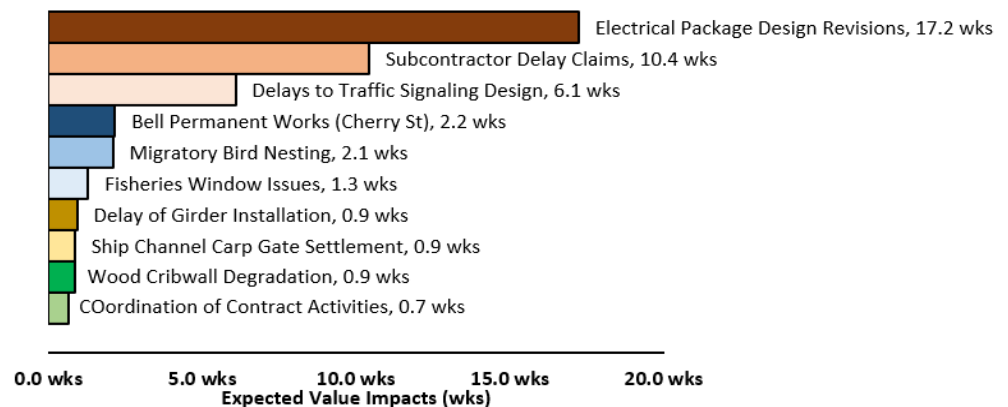 Electrical Package Design Revisions, 17.2 wks
Subcontractor Delay Claims, 10.4 wks
Delays to Traffic Signaling Design, 6.1 wks
Bell Permanent Works (Cherry St), 2.2 wks
Migratory Bird Nesting, 2.1 wks
Fisheries Window Issues, 1.3 wks
Delay of Girder Installation, 0.9 wks
Ship Channel Carp Gate Settlement, 0.9 wks
Wood Cribwall Degradation, 0.9 wks
COordination of Contract Activities, 0.7 wks
0.0 wks 5.0 wks 10.0 wks 15.0 wks 20.0 wks
Expected Value Impacts (wks)